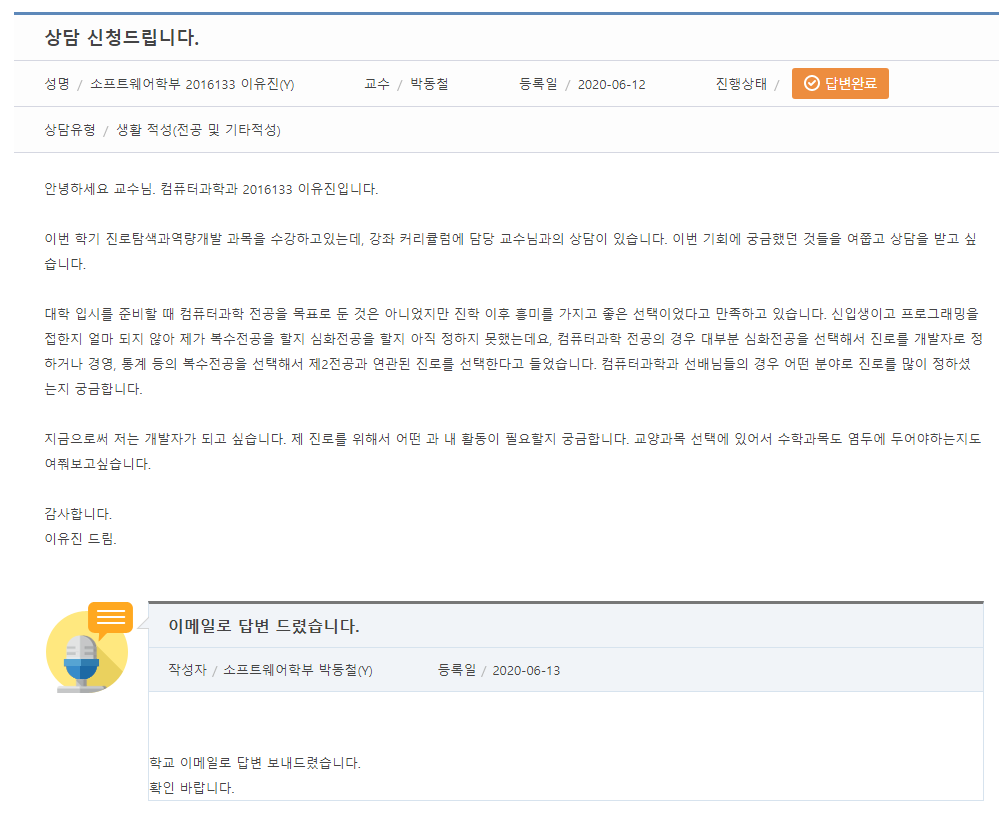 상담 신청드립니다.
성명 / 소프트웨어학부 2016133 이유진(Y) 교수 / 박동철 등록일 / 2020-06-12 진행상태 / 답변완료
상담유형 / 생활 적성(전공 및 기타적성)
안녕하세요 교수님. 컴퓨터과학과 2016133 이유진입니다.
이번 학기 진로탐색과역량개발 과목을 수강하고있는데, 강좌 커리큘럼에 담당 교수님과의 상담이 있습니다. 이번 기회에 궁금했던 것들을 여쭙고 상담을 받고 싶
습니다.
대학 입시를 준비할 때 컴퓨터과학 전공을 목표로 둔 것은 아니었지만 진학 이후 흥미를 가지고 좋은 선택이었다고 만족하고 있습니다. 신입생이고 프로그래밍을
접한지 얼마 되지 않아 제가 복수전공을 할지 심화전공을 할지 아직 정하지 못했는데요, 컴퓨터과학 전공의 경우 대부분 심화전공을 선택해서 진로를 개발자로 정
하거나 경영, 통계 등의 복수전공을 선택해서 제2전공과 연관된 진로를 선택한다고 들었습니다. 컴퓨터과학과 선배님들의 경우 어떤 분야로 진로를 많이 정하셨
는지 궁금합니다.
지금으로써 저는 개발자가 되고 싶습니다. 제 진로를 위해서 어떤 과 내 활동이 필요할지 궁금합니다. 교양과목 선택에 있어서 수학과목도 염두에 두어야하는지도
여쭤보고싶습니다.
감사합니다.
이유진 드림.
이메일로 답변 드렸습니다.
작성자 / 소프트웨어학부 박동철(Y) 등록일 / 2020-06-13
학교 이메일로 답변 보내드렸습니다.
확인 바랍니다.